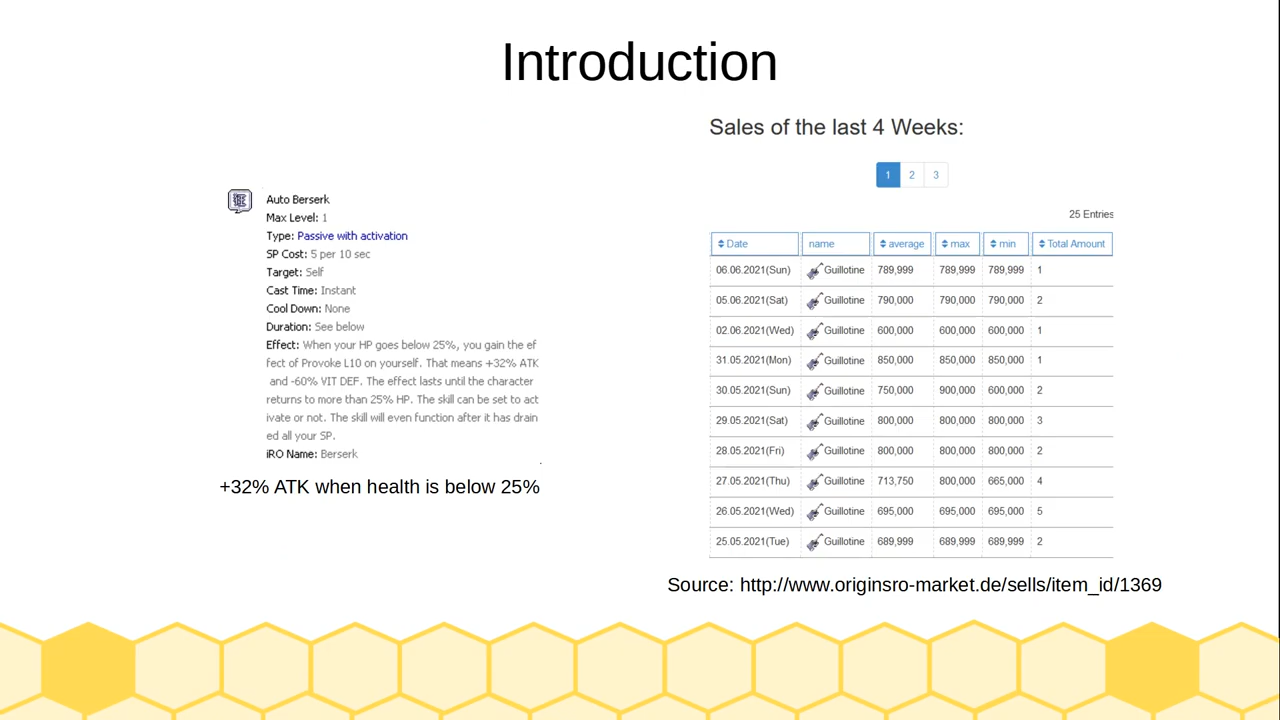 Introduction
Auto Berserk
Max Level: 1
Type: Passive with activation
SP Cost: 5 per 10 sec
Target: Self
Cast Time: Instant
Cool Down: None
Duration: See below
Effect: When your HP goes below 25%, you gain the ef
fect of Provoke L10 on yourself. That means +32% ATK
and -60% VIT DEF. The effect lasts until the character
returns to more than 25% HP. The skill can be set to act
ivate or not. The skill will even function after it has drain
ed all your SP.
iRO Name: Berserk
+32% ATK when health is below 25%
Sales of the last 4 Weeks:
1 2 3
25 Entries
Date name average max min Total Amount
06.06.2021(Sun) Guillotine 789,999 789,999 789,999 1
05.06.2021(Sat) Guillotine 790,000 790,000 790,000 2
02.06.2021(Wed) Guillotine 600,000 600,000 600,000 1
31.05.2021(Mon) Guillotine 850,000 850,000 850,000 1
30.05.2021(Sun) Guillotine 750,000 900,000 600,000 2
29.05.2021(Sat) Guillotine 800,000 800,000 800,000 3
28.05.2021(Fri) Guillotine 800,000 800,000 800,000 2
27.05.2021(Thu) Guillotine 713,750 800,000 665,000 4
26.05.2021(Wed) Guillotine 695,000 695,000 695,000 5
25.05.2021(Tue) Guillotine 689,999 689,999 689,999 2
Source: http://www.originsro-market.de/sells/item_id/1369